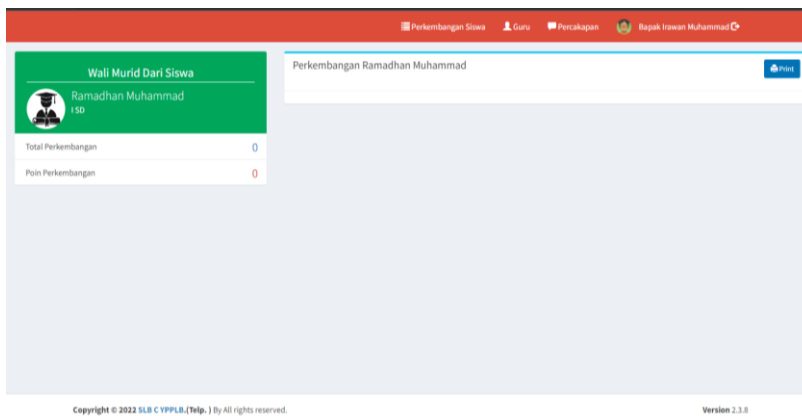 Perkembangan Siswa Guru Percakapan Bapak Irawan Muhammad
Wali Murid Dari Siswa
Ramadhan Muhammad
I SD
Total Perkembangan 0
Poin Perkembangan 0
Perkembangan Ramadhan Muhammad
Print
Copyright © 2022 SLB C YPPLB.(Telp. ) By All rights reserved.
Version 2.3.8